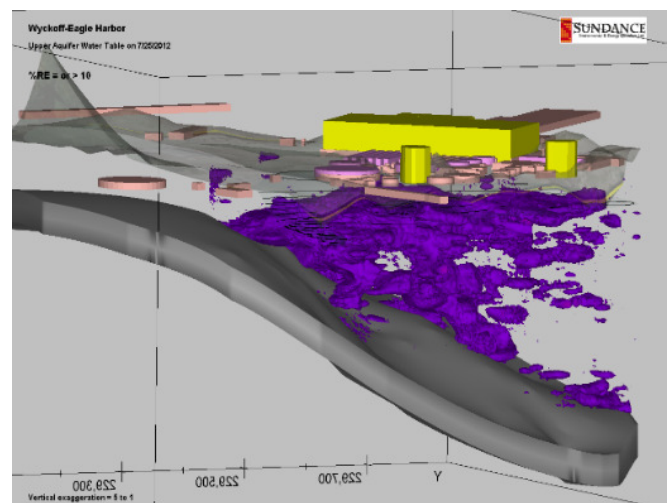 Wyckoff-Eagle Harbor
Upper Aquifer Water Table on 7/25/2012
%RE = or > 10
SUNDANCE
229,300
229,500
229,700
Y
Vertical exaggeration = 5 to 1